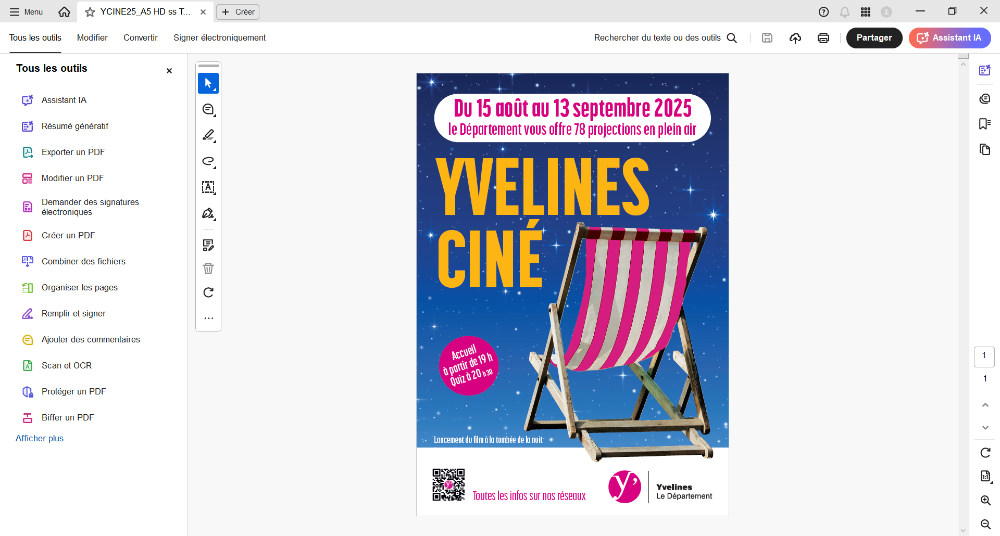 Menu
YCINE25_A5 HD ss T...
Créer
Tous les outils
Modifier
Convertir
Signer électroniquement
Rechercher du texte ou des outils
Partager
Assistant IA
Tous les outils
Assistant IA
Résumé génératif
Exporter un PDF
Modifier un PDF
Demander des signatures
électroniques
Créer un PDF
Combiner des fichiers
Organiser les pages
Remplir et signer
Ajouter des commentaires
Scan et OCR
Protéger un PDF
Biffer un PDF
Afficher plus
Du 15 août au 13 septembre 2025
le Département vous offre 78 projections en plein air
YVELINES
CINÉ
Accueil
à partir de 19 h
Quiz à 20 h 30
Lancement du film à la tombée de la nuit
Toutes les infos sur nos réseaux
y'
Yvelines
Le Département
1
1